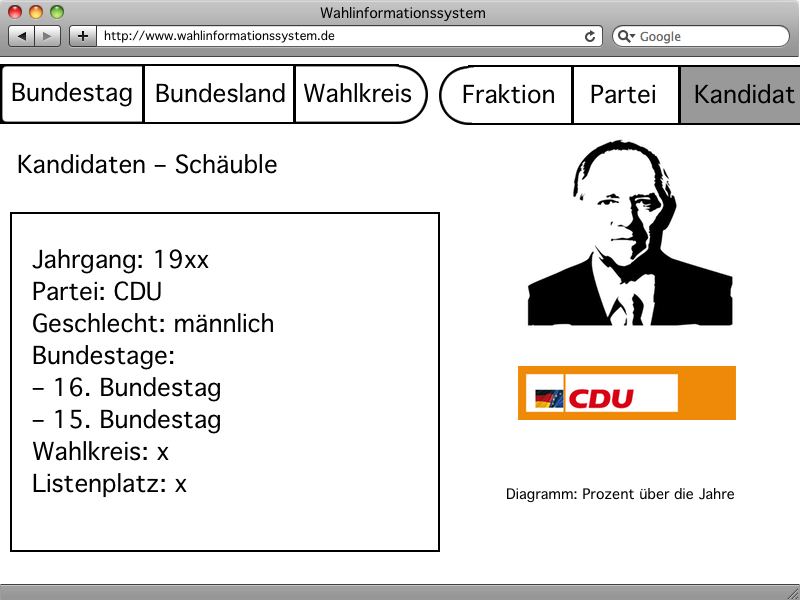 Wahlinformationssystem
http://www.wahlinformationssystem.de
Google
Bundestag Bundesland Wahlkreis Fraktion Partei Kandidat
Kandidaten – Schäuble
Jahrgang: 19xx
Partei: CDU
Geschlecht: männlich
Bundestage:
– 16. Bundestag
– 15. Bundestag
Wahlkreis: x
Listenplatz: x
CDU
Diagramm: Prozent über die Jahre